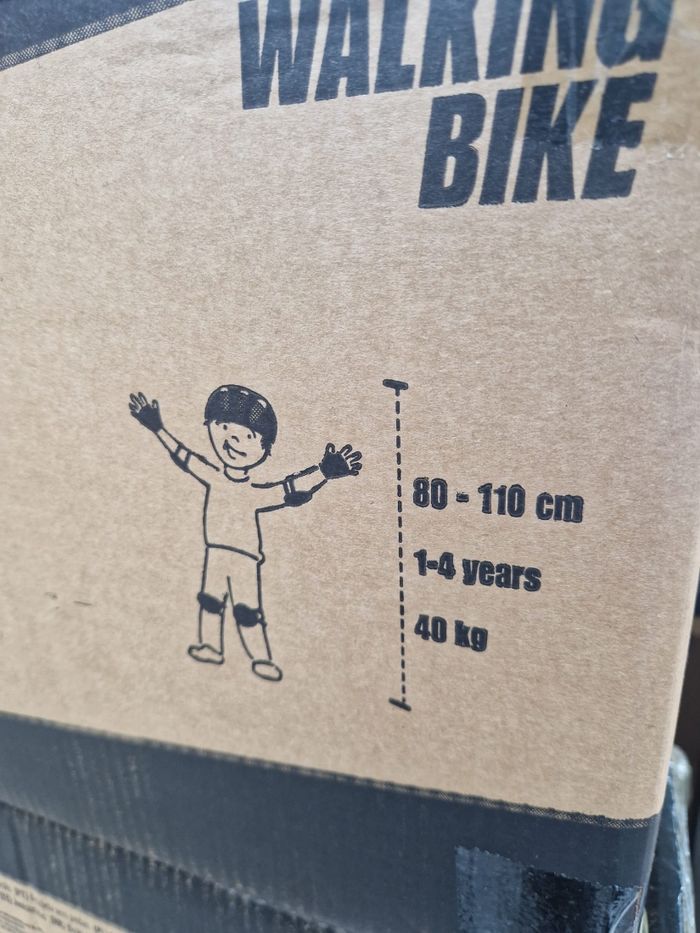 WALKING
BIKE
80 - 110 cm
1-4 years
40 kg